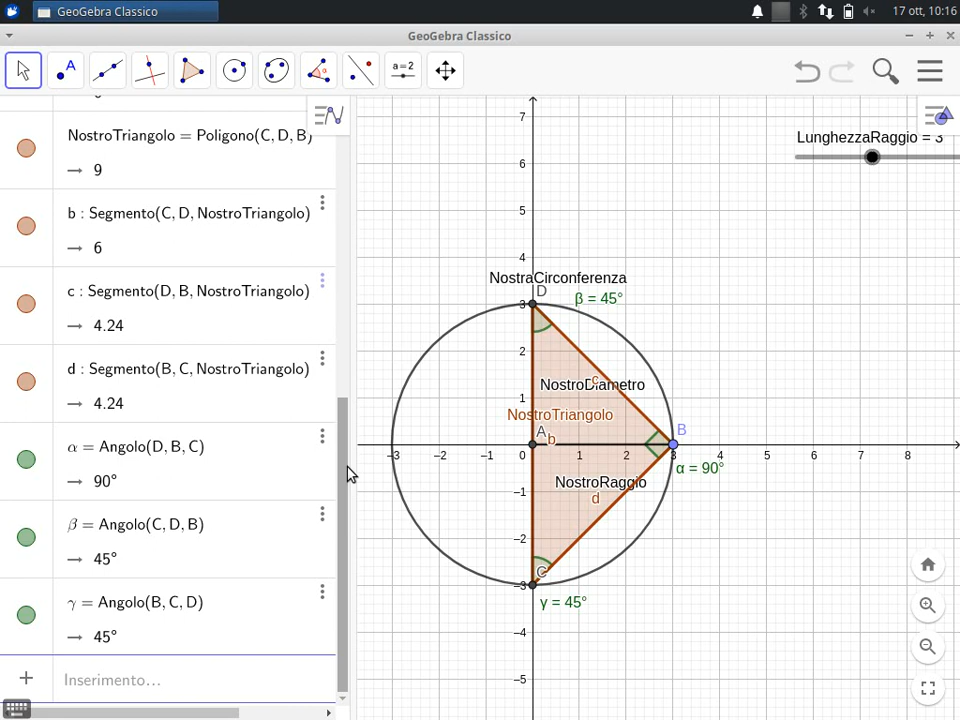 GeoGebra Classico
17 ott, 10:16
GeoGebra Classico
A
a=2
NostroTriangolo = Poligono(C, D, B)
→ 9
b : Segmento(C, D, NostroTriangolo)
→ 6
c : Segmento(D, B, NostroTriangolo)
→ 4.24
d : Segmento(B, C, NostroTriangolo)
→ 4.24
α = Angolo(D, B, C)
→ 90°
β = Angolo(C, D, B)
→ 45°
γ = Angolo(B, C, D)
→ 45°
+ Inserimento…
LunghezzaRaggio = 3
7
6
5
4
NostraCirconferenza
D
3
β = 45°
2
NostroDiametro
c
1
NostroTriangolo
A
b
B
−3 −2 −1 0 1 2 3 4 5 6 7 8
α = 90°
NostroRaggio
−1
d
−2
C
−3
γ = 45°
−4
−5